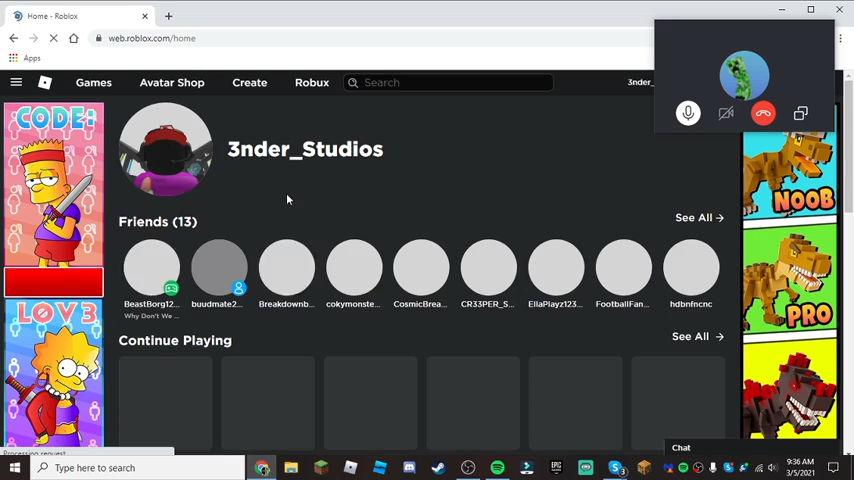 Home - Roblox
web.roblox.com/home
Apps
Games
Avatar Shop
Create
Robux
Search
3nder_
CODE:
3nder_Studios
NOOB
Friends (13)
See All
BeastBorg12...
buudmate2...
Breakdownb...
cokymonste...
CosmicBrea...
CR33PER_S...
EllaPlayz123...
FootballFan...
hdbnfncnc
Why Don't We ...
LOV3
PRO
Continue Playing
See All
Chat
Processing request...
Type here to search
9:36 AM
3/5/2021